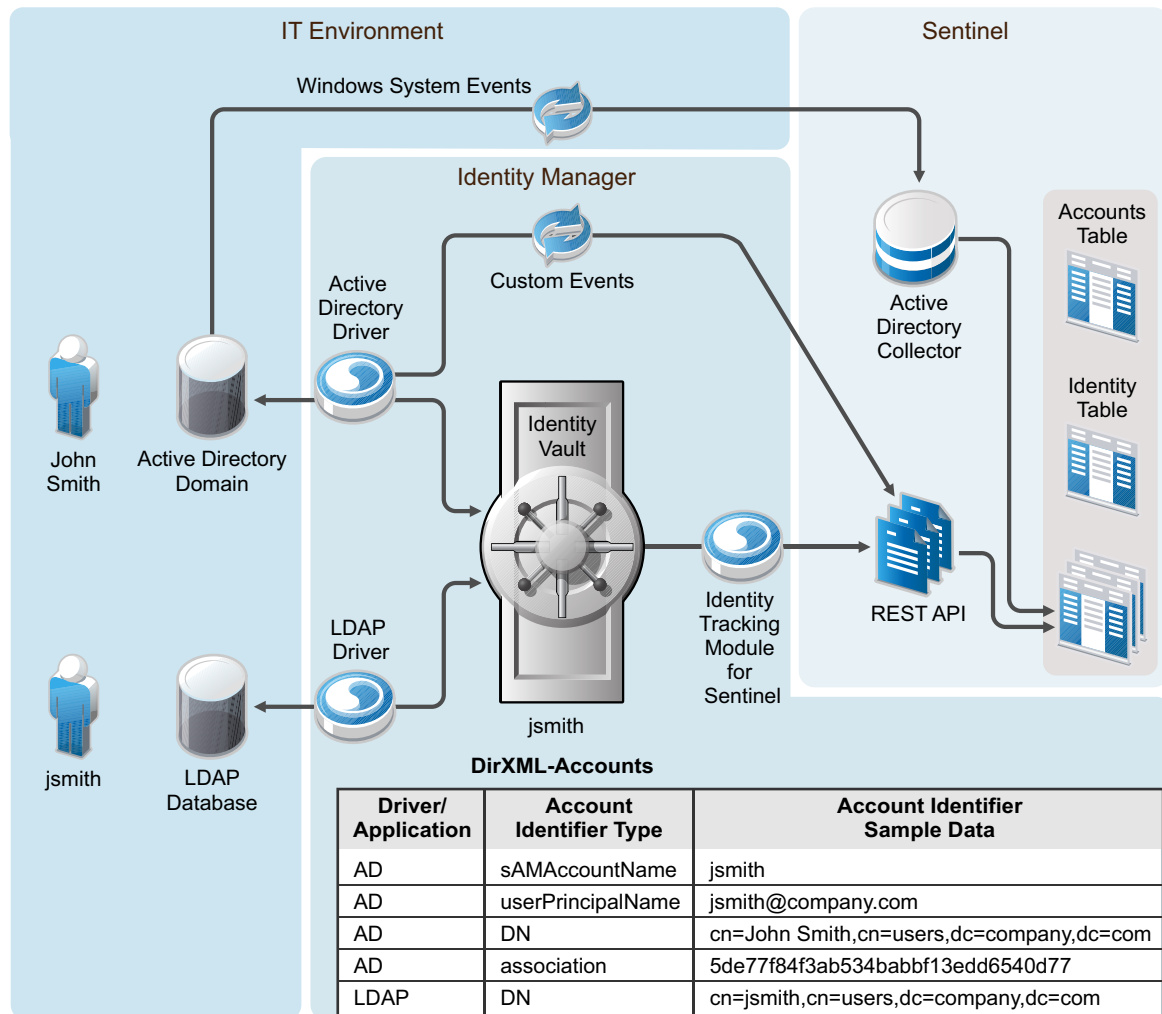 IT Environment
Sentinel
Windows System Events
Identity Manager
Custom Events
Accounts
Table
Active
Directory
Driver
Active
Directory
Collector
Identity
Table
Identity
Vault
John
Smith
Active Directory
Domain
REST API
Identity
Tracking
Module
for
Sentinel
LDAP
Driver
jsmith
jsmith
LDAP
Database
DirXML-Accounts
Driver/
Application
Account
Identifier Type
Account Identifier
Sample Data
AD sAMAccountName jsmith
AD userPrincipalName jsmith@company.com
AD DN cn=John Smith,cn=users,dc=company,dc=com
AD association 5de77f84f3ab534babbf13edd6540d77
LDAP DN cn=jsmith,cn=users,dc=company,dc=com